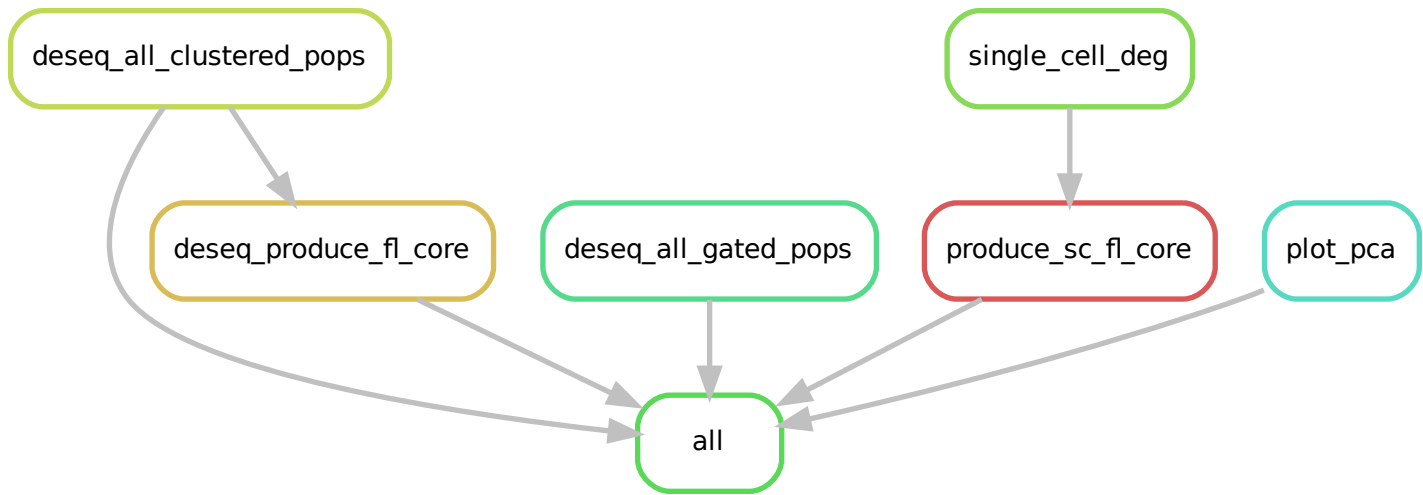 deseq_all_clustered_pops
single_cell_deg
deseq_produce_fl_core
deseq_all_gated_pops
produce_sc_fl_core
plot_pca
all